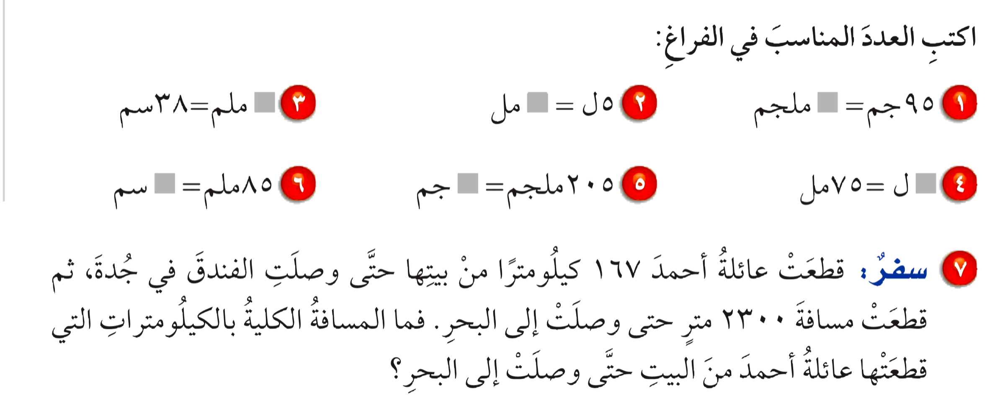 اكتبِ العددَ المناسبَ في الفراغِ:
١ ٩٥جم= ■ ملجم ٢ ٥ل = ■ مل ٣ ■ ملم=٣٨سم
٤ ■ ل =٧٥مل ٥ ٢٠٥ملجم= ■ جم ٦ ٨٥ملم= ■ سم
٧ سفرٌ: قطعَتْ عائلةُ أحمدَ ١٦٧ كيلُومترًا منْ بيتِها حتَّى وصلَتِ الفندقَ في جُدةَ، ثم
قطعَتْ مسافةَ ٢٣٠٠ مترٍ حتى وصلَتْ إلى البحرِ. فما المسافةُ الكليةُ بالكيلُومتراتِ التي
قطعَتْها عائلةُ أحمدَ منَ البيتِ حتَّى وصلَتْ إلى البحرِ؟